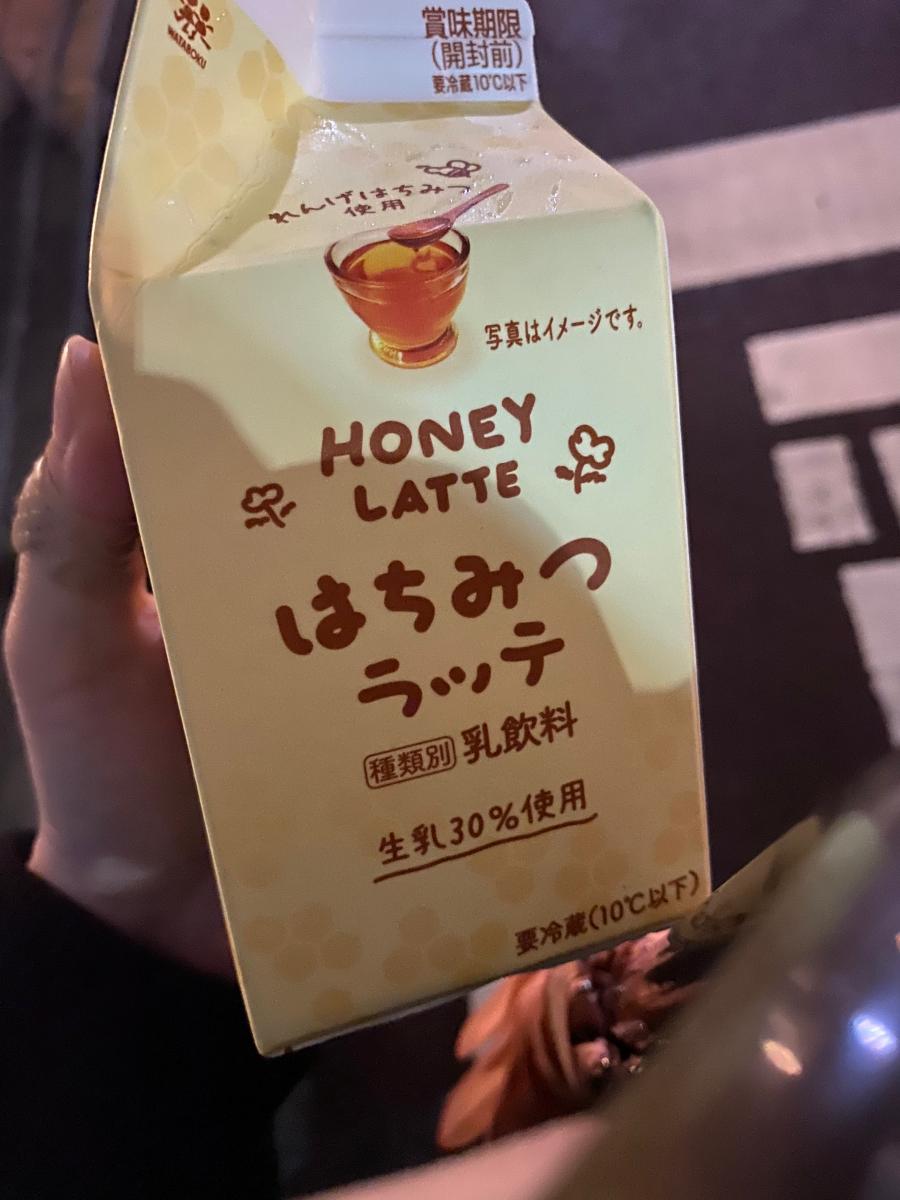 WATABOKU
賞味期限
(開封前)
要冷蔵10℃以下
れんげはちみつ
使用
写真はイメージです。
HONEY
LATTE
はちみつ
ラッテ
種類別 乳飲料
生乳30%使用
要冷蔵(10℃以下)